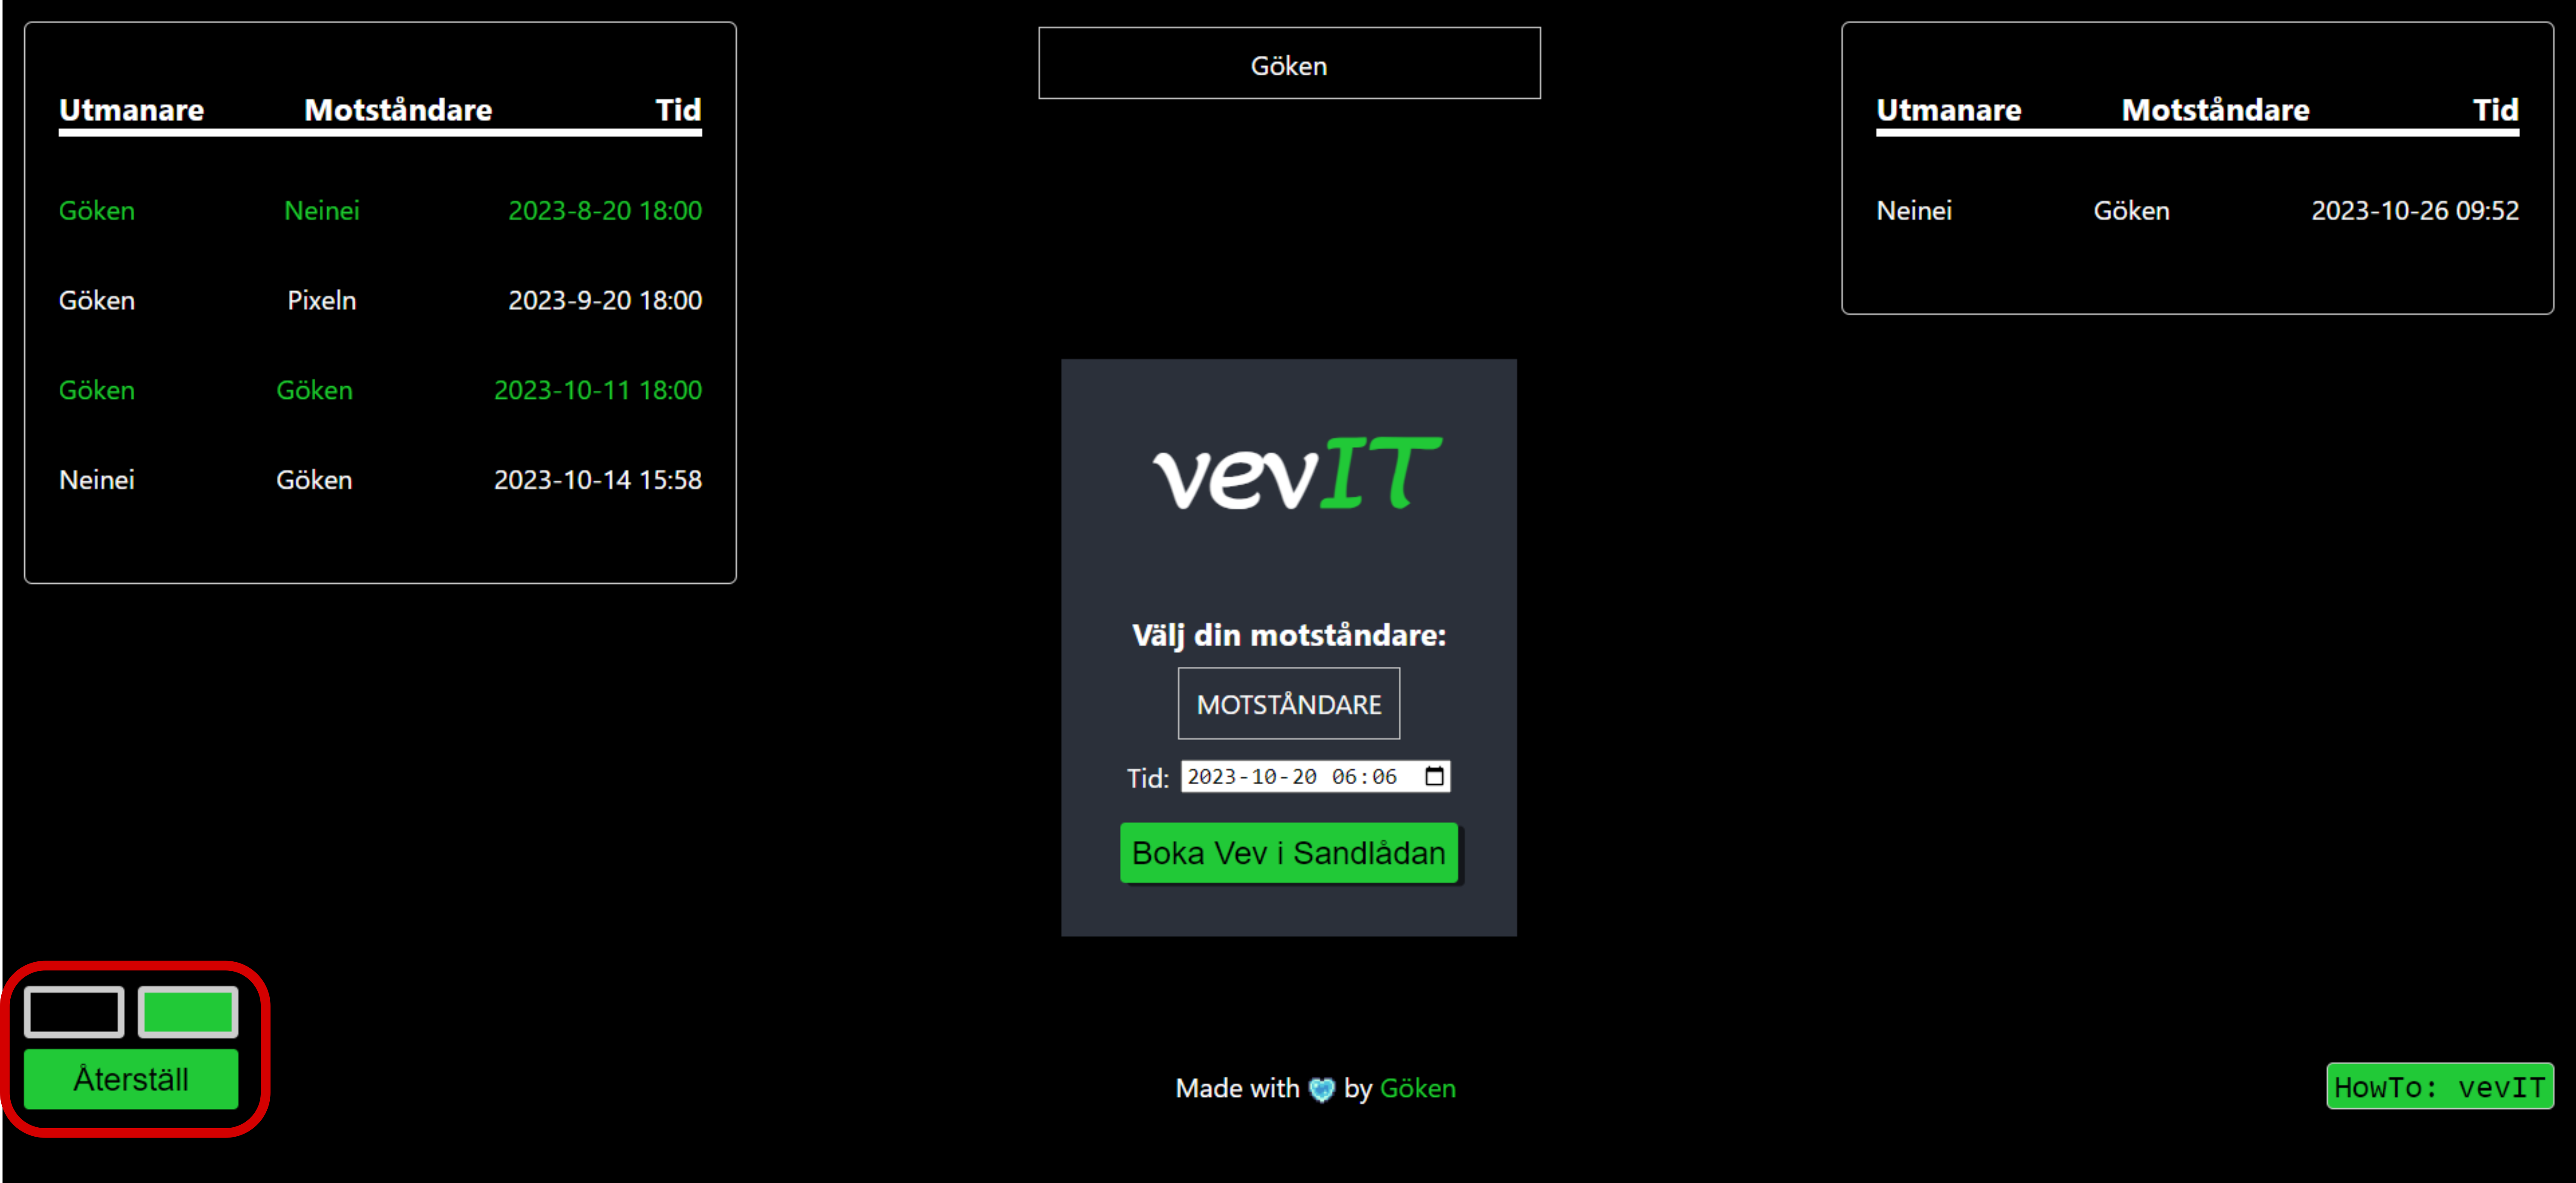 Utmanare Motståndare Tid
Göken Neinei 2023-8-20 18:00
Göken Pixeln 2023-9-20 18:00
Göken Göken 2023-10-11 18:00
Neinei Göken 2023-10-14 15:58
Göken
vevIT
Välj din motståndare:
MOTSTÅNDARE
Tid: 2023-10-20 06:06
Boka Vev i Sandlådan
Utmanare Motståndare Tid
Neinei Göken 2023-10-26 09:52
Återställ
Made with 💙 by Göken
HowTo: vevIT